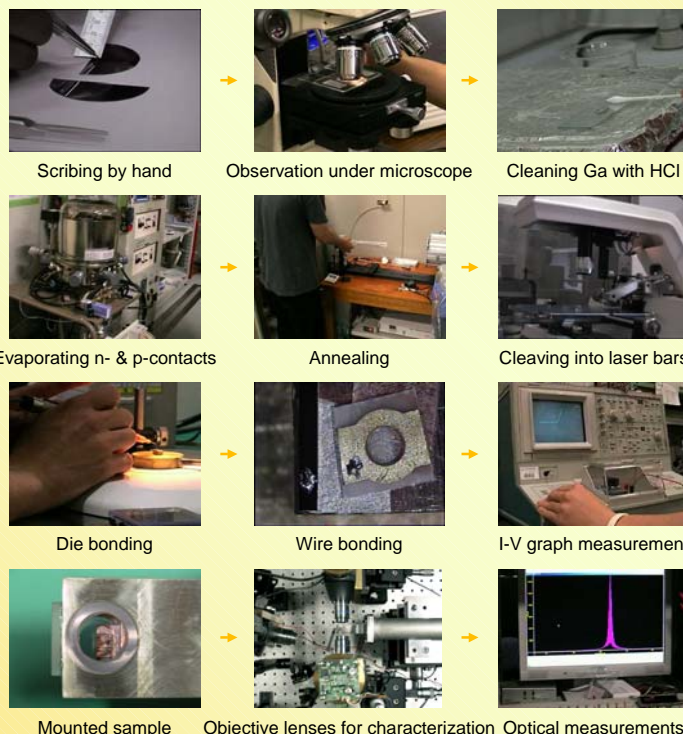 Scribing by hand
Observation under microscope
Cleaning Ga with HCl
Evaporating n- & p-contacts
Annealing
Cleaving into laser bars
Die bonding
Wire bonding
I-V graph measuremen
Mounted sample
Objective lenses for characterization
Optical measurements